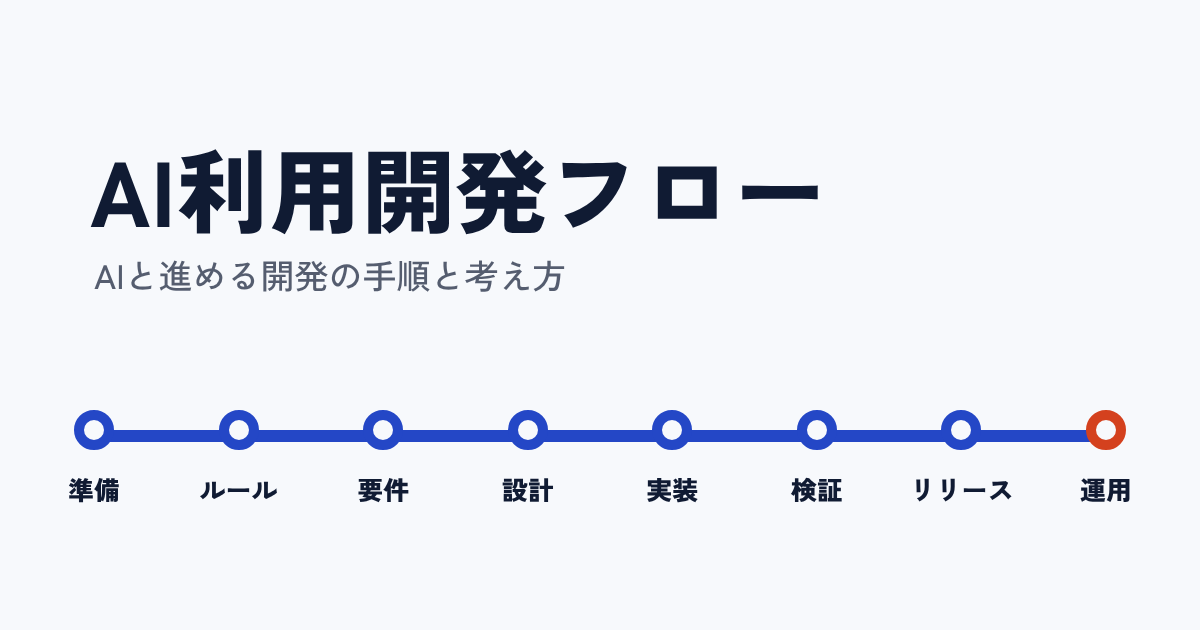 AI利用開発フロー
AIと進める開発の手順と考え方
準備 ルール 要件 設計 実装 検証 リリース 運用